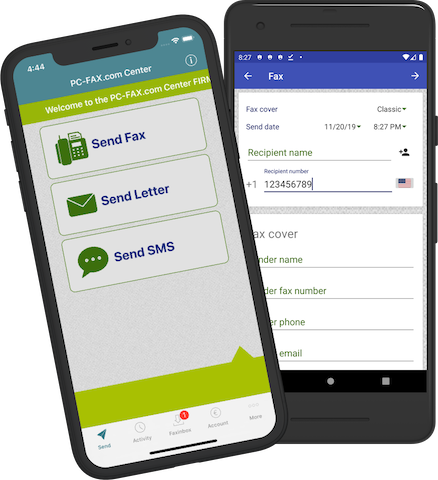 4:44
PC-FAX.com Center
Welcome to the PC-FAX.com Center FIRM
Send Fax
Send Letter
Send SMS
1
Send
Activity
Faxinbox
Account
More
8:27
Fax
Fax cover
Classic
Send date
11/20/19
8:27 PM
Recipient name
Recipient number
+1
123456789
ax cover
nder name
der fax number
er phone
email